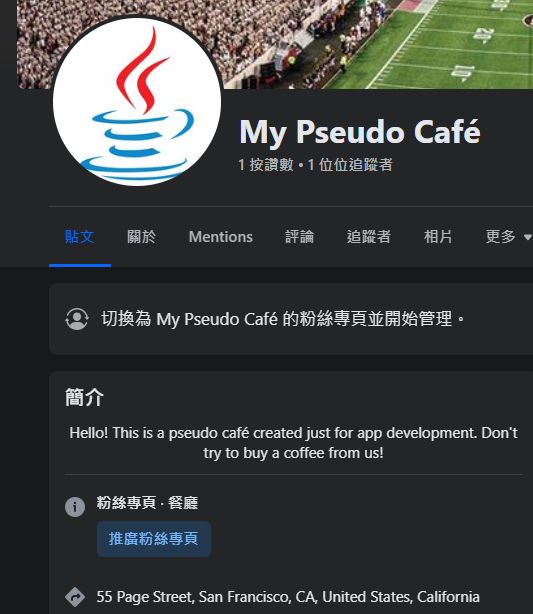 My Pseudo Café
1 按讚數 • 1 位位追蹤者
貼文 關於 Mentions 評論 追蹤者 相片 更多
切換為 My Pseudo Café 的粉絲專頁並開始管理。
簡介
Hello! This is a pseudo café created just for app development. Don't
try to buy a coffee from us!
粉絲專頁 · 餐廳
推廣粉絲專頁
55 Page Street, San Francisco, CA, United States, California